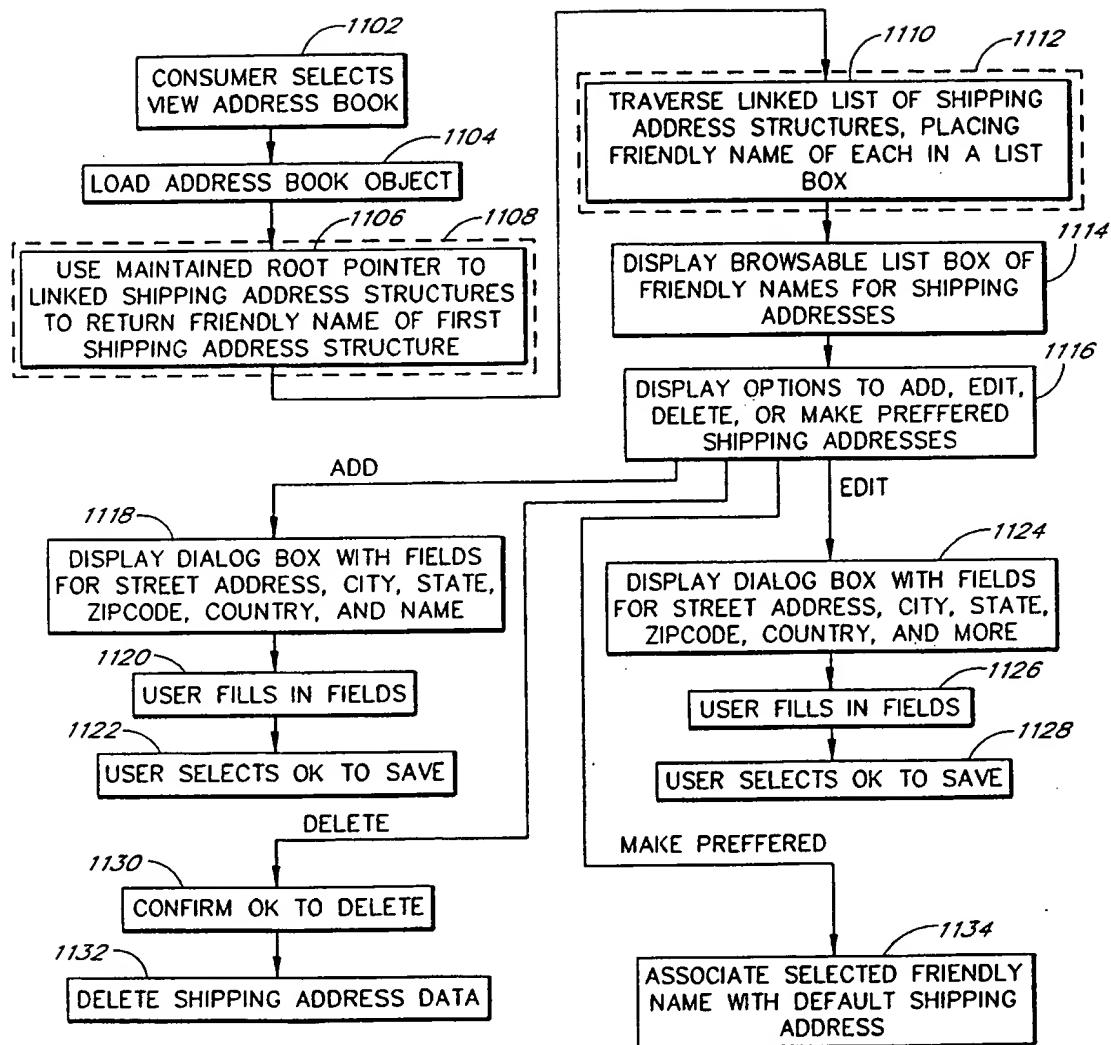 1102
CONSUMER SELECTS
VIEW ADDRESS BOOK
1104
LOAD ADDRESS BOOK OBJECT
1106
1108
USE MAINTAINED ROOT POINTER TO
LINKED SHIPPING ADDRESS STRUCTURES
TO RETURN FRIENDLY NAME OF FIRST
SHIPPING ADDRESS STRUCTURE
1110
1112
TRAVERSE LINKED LIST OF SHIPPING
ADDRESS STRUCTURES, PLACING
FRIENDLY NAME OF EACH IN A LIST
BOX
1114
DISPLAY BROWSABLE LIST BOX OF
FRIENDLY NAMES FOR SHIPPING
ADDRESSES
1116
DISPLAY OPTIONS TO ADD, EDIT,
DELETE, OR MAKE PREFFERED
SHIPPING ADDRESSES
ADD
1118
DISPLAY DIALOG BOX WITH FIELDS
FOR STREET ADDRESS, CITY, STATE,
ZIPCODE, COUNTRY, AND NAME
1120
USER FILLS IN FIELDS
1122
USER SELECTS OK TO SAVE
EDIT
1124
DISPLAY DIALOG BOX WITH FIELDS
FOR STREET ADDRESS, CITY, STATE,
ZIPCODE, COUNTRY, AND MORE
1126
USER FILLS IN FIELDS
1128
USER SELECTS OK TO SAVE
DELETE
1130
CONFIRM OK TO DELETE
1132
DELETE SHIPPING ADDRESS DATA
MAKE PREFFERED
1134
ASSOCIATE SELECTED FRIENDLY
NAME WITH DEFAULT SHIPPING
ADDRESS